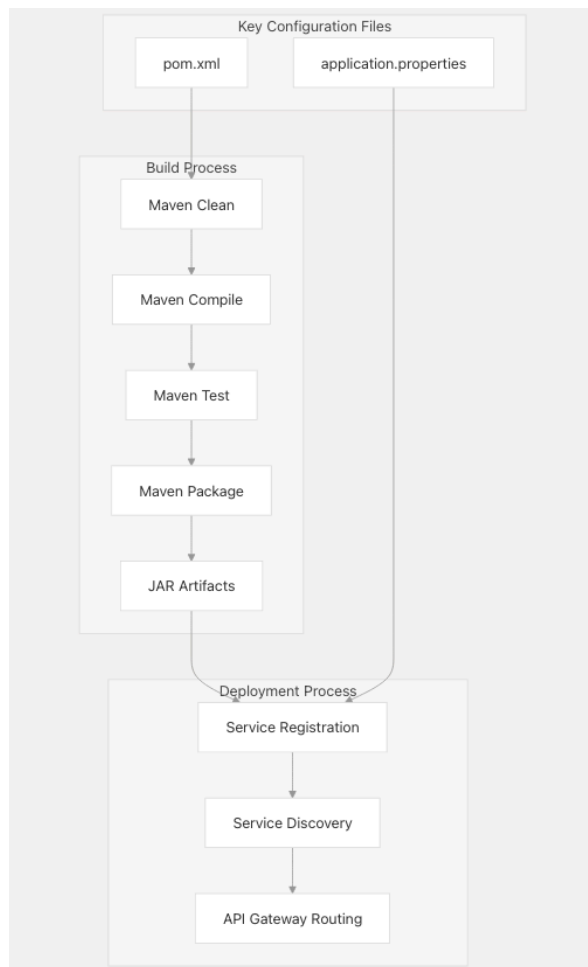 Key Configuration Files
pom.xml
application.properties
Build Process
Maven Clean
Maven Compile
Maven Test
Maven Package
JAR Artifacts
Deployment Process
Service Registration
Service Discovery
API Gateway Routing